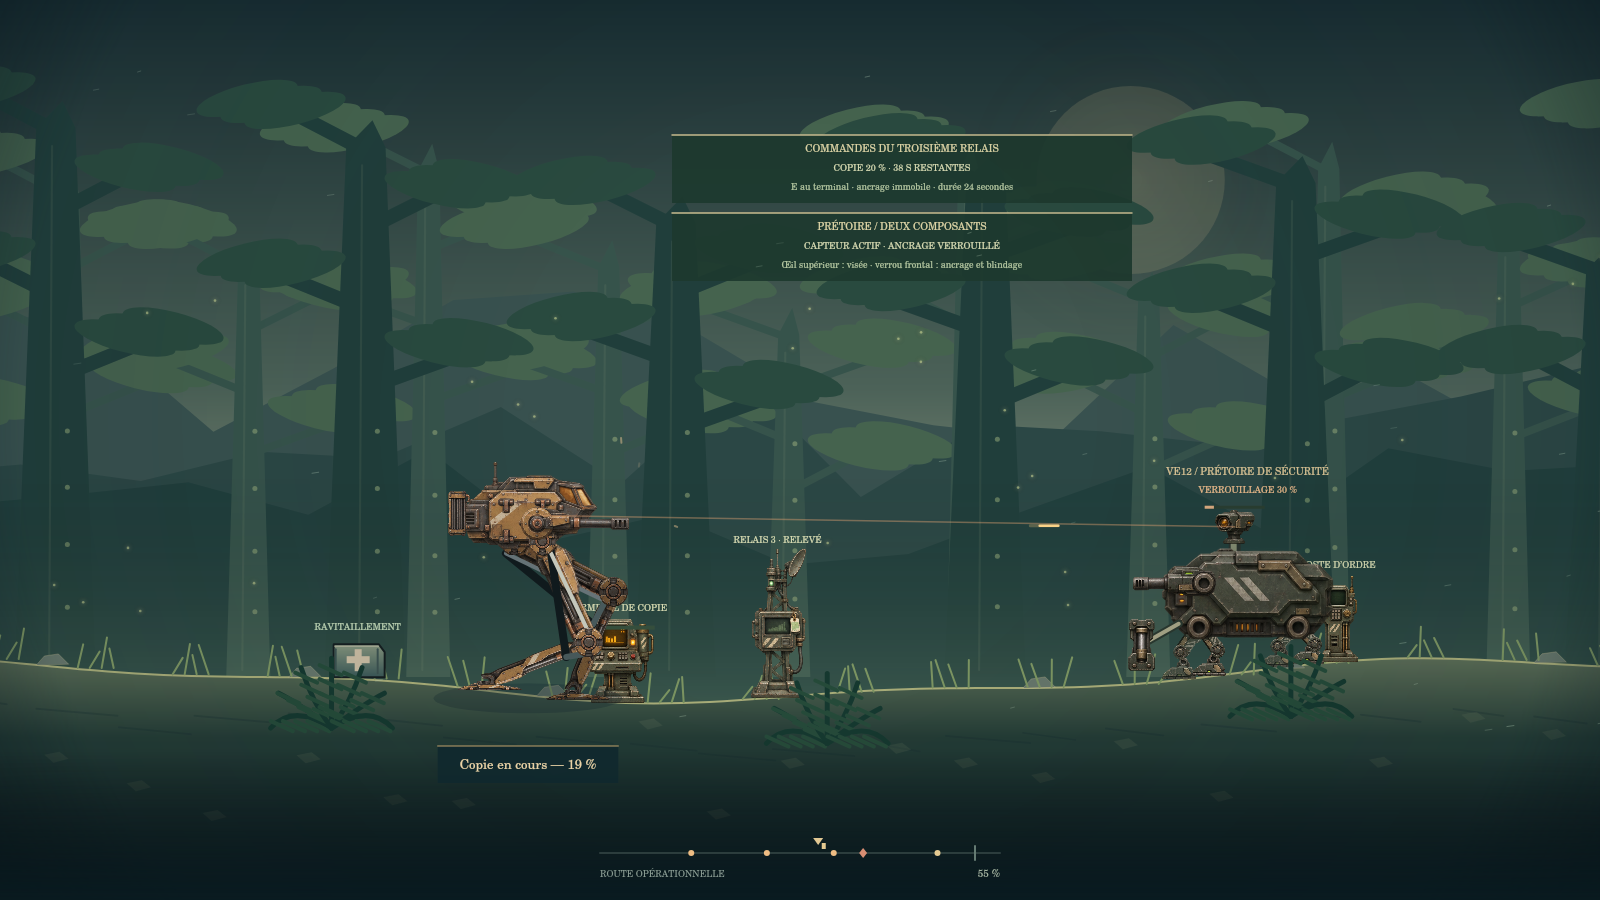 COMMANDES DU TROISIÈME RELAIS
COPIE 20 % · 38 S RESTANTES
E au terminal · ancrage immobile · durée 24 secondes
PRÉTOIRE / DEUX COMPOSANTS
CAPTEUR ACTIF · ANCRAGE VERROUILLÉ
Œil supérieur : visée · verrou frontal : ancrage et blindage
VE12 / PRÉTOIRE DE SÉCURITÉ
VERROUILLAGE 30 %
RELAIS 3 · RELEVÉ
D'ORDRE
DE COPIE
RAVITAILLEMENT
Copie en cours — 19 %
ROUTE OPÉRATIONNELLE
55 %